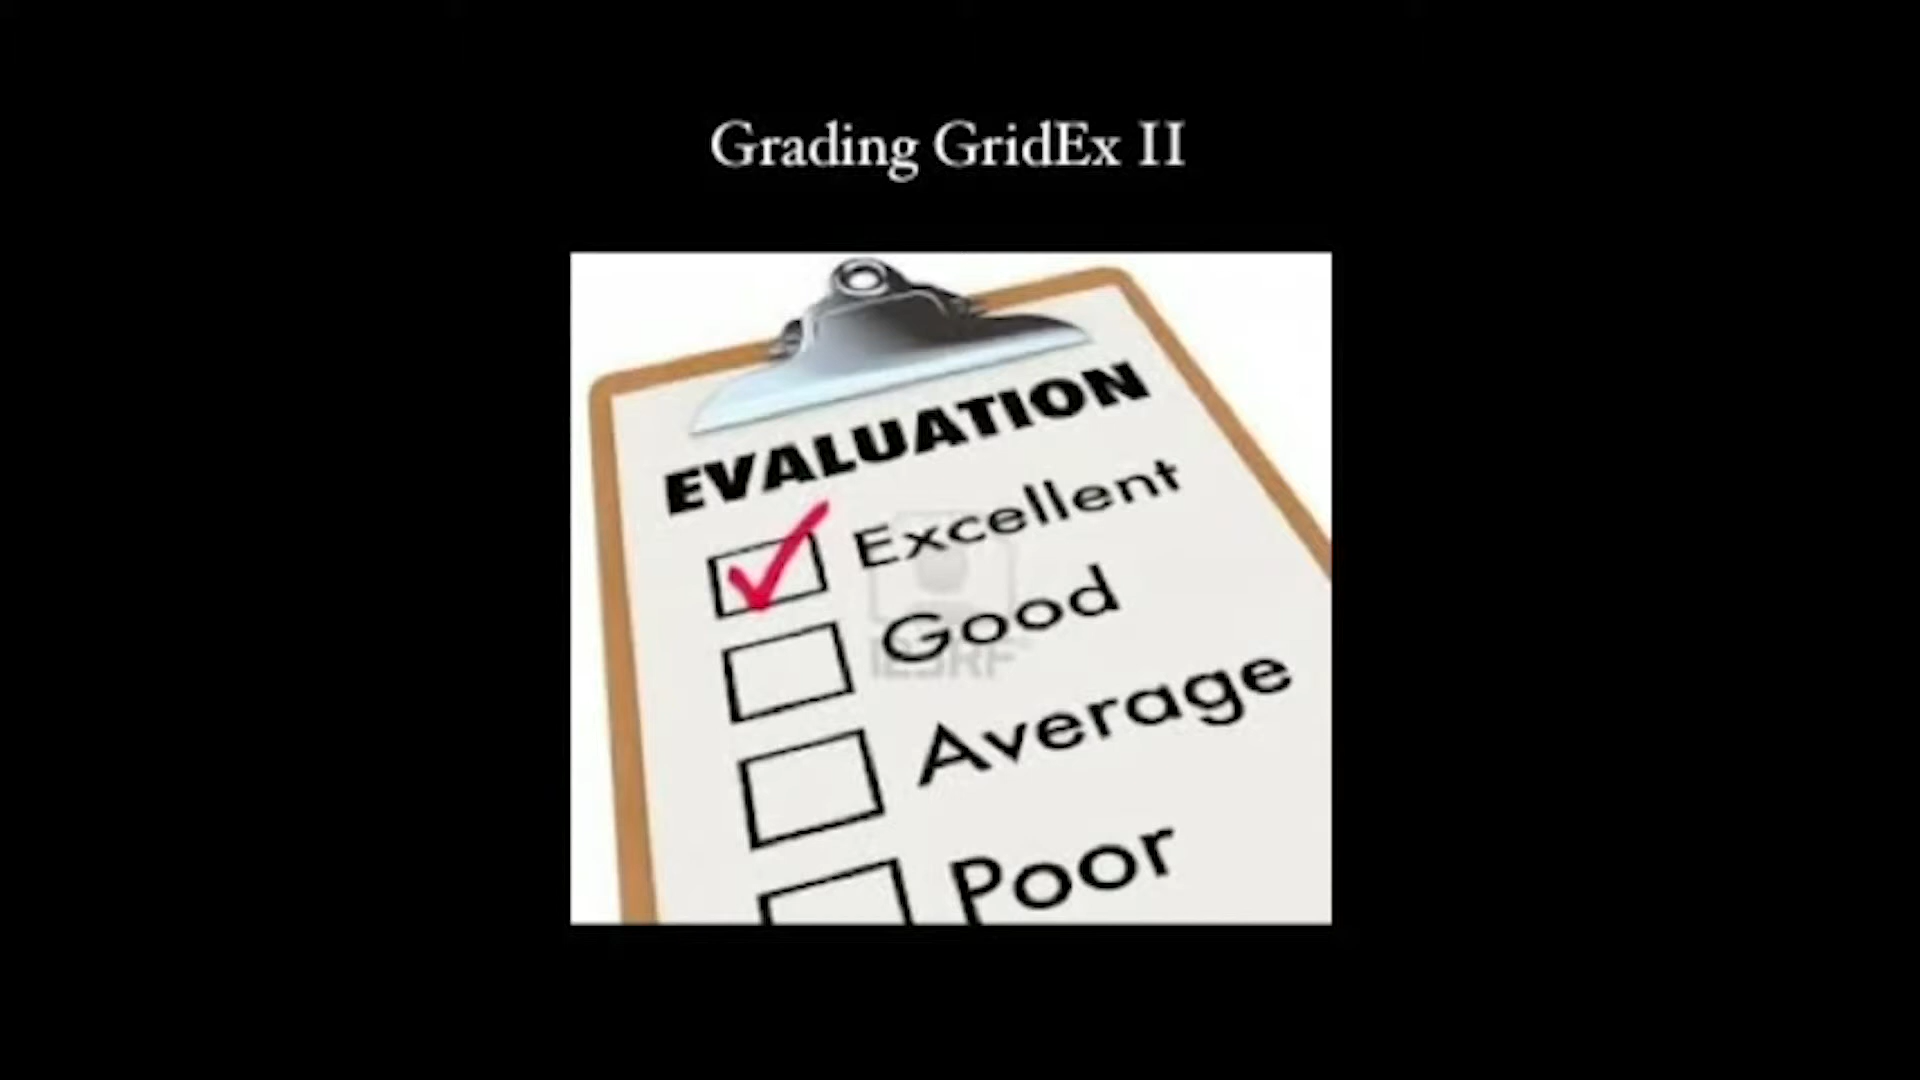 Grading GridEx II
EVALUATION
Excellent
Good
Average
Poor